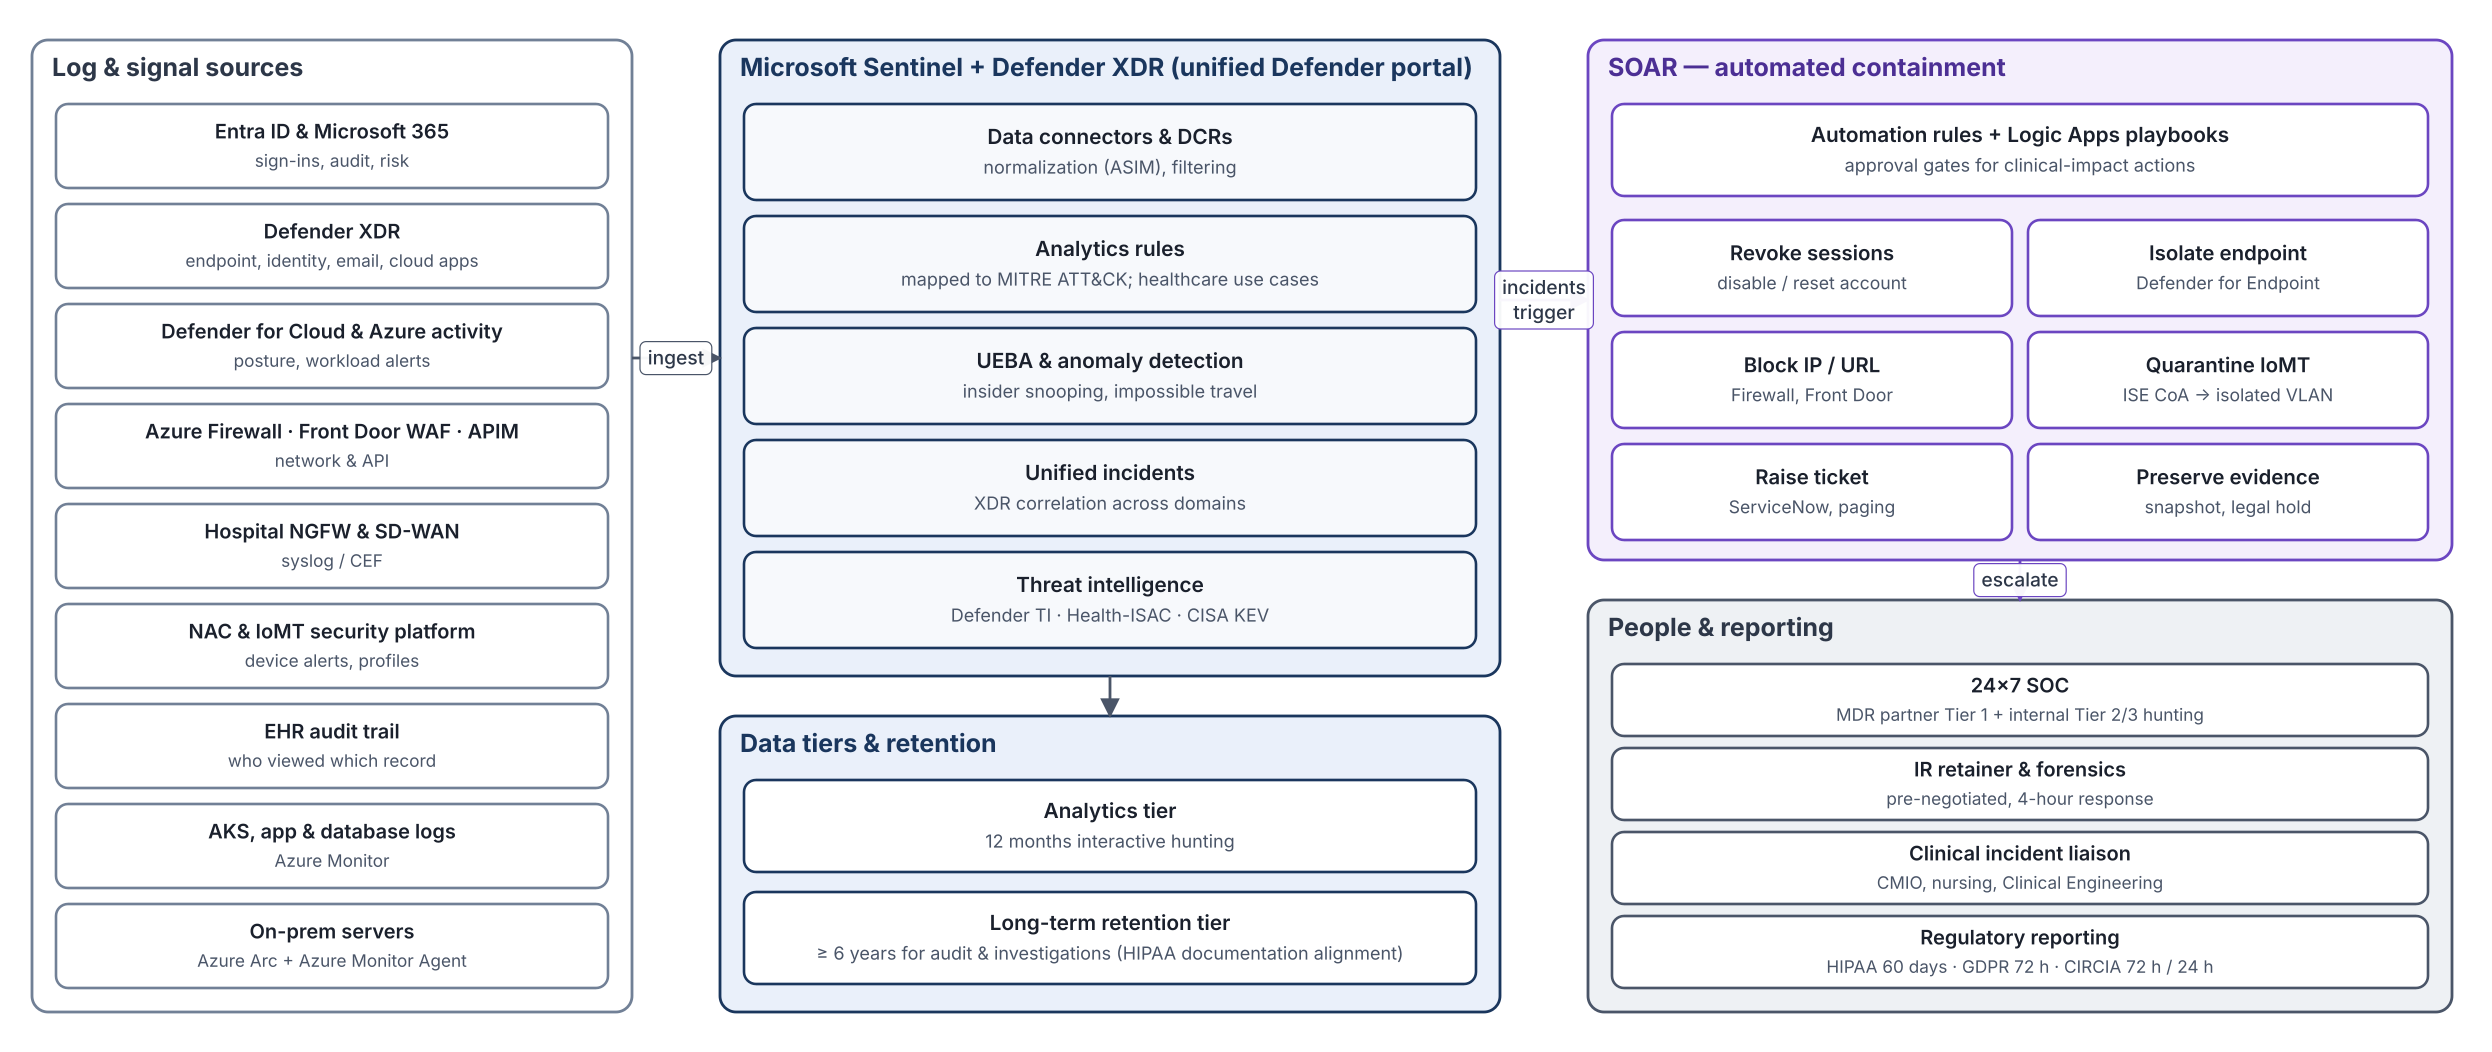 Log & signal sources
Entra ID & Microsoft 365
sign-ins, audit, risk
Defender XDR
endpoint, identity, email, cloud apps
Defender for Cloud & Azure activity
posture, workload alerts
Azure Firewall · Front Door WAF · APIM
network & API
Hospital NGFW & SD-WAN
syslog / CEF
NAC & IoMT security platform
device alerts, profiles
EHR audit trail
who viewed which record
AKS, app & database logs
Azure Monitor
On-prem servers
Azure Arc + Azure Monitor Agent
ingest
Microsoft Sentinel + Defender XDR (unified Defender portal)
Data connectors & DCRs
normalization (ASIM), filtering
Analytics rules
mapped to MITRE ATT&CK; healthcare use cases
UEBA & anomaly detection
insider snooping, impossible travel
Unified incidents
XDR correlation across domains
Threat intelligence
Defender TI · Health-ISAC · CISA KEV
Data tiers & retention
Analytics tier
12 months interactive hunting
Long-term retention tier
≥ 6 years for audit & investigations (HIPAA documentation alignment)
incidents
trigger
SOAR — automated containment
Automation rules + Logic Apps playbooks
approval gates for clinical-impact actions
Revoke sessions
disable / reset account
Isolate endpoint
Defender for Endpoint
Block IP / URL
Firewall, Front Door
Quarantine IoMT
ISE CoA → isolated VLAN
Raise ticket
ServiceNow, paging
Preserve evidence
snapshot, legal hold
escalate
People & reporting
24×7 SOC
MDR partner Tier 1 + internal Tier 2/3 hunting
IR retainer & forensics
pre-negotiated, 4-hour response
Clinical incident liaison
CMIO, nursing, Clinical Engineering
Regulatory reporting
HIPAA 60 days · GDPR 72 h · CIRCIA 72 h / 24 h